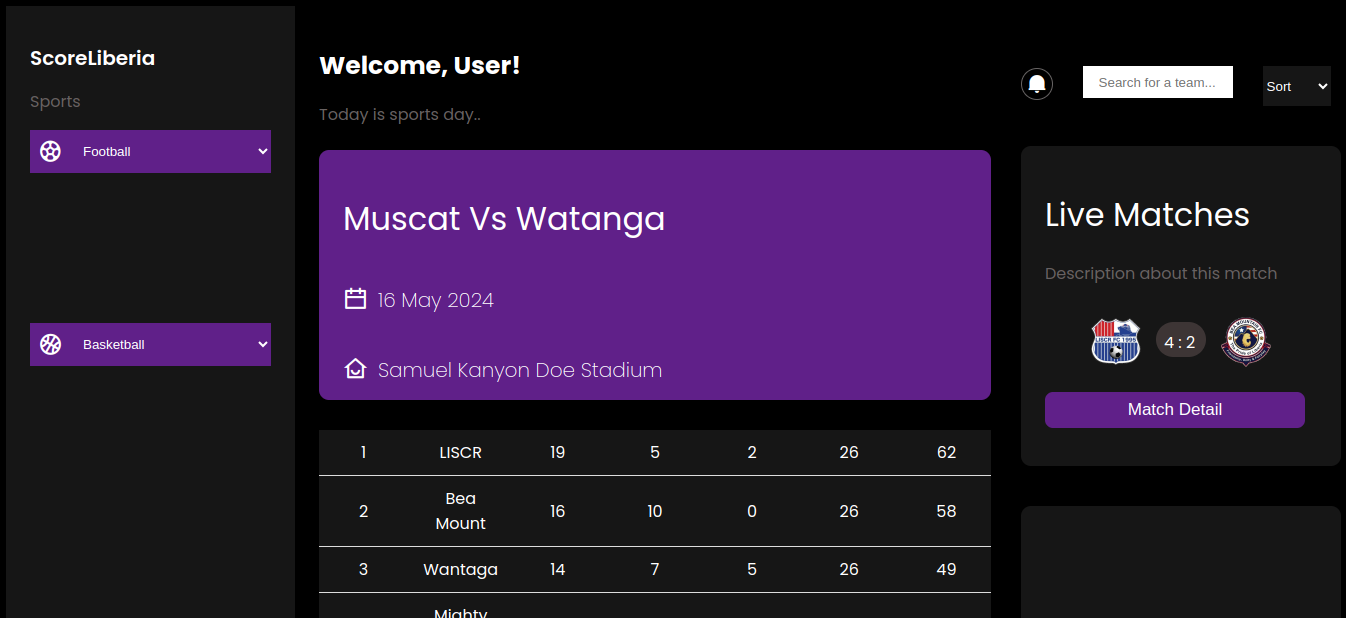 ScoreLiberia
Sports
Football
Basketball
Welcome, User!
Today is sports day..
Search for a team...
Sort
Muscat Vs Watanga
16 May 2024
Samuel Kanyon Doe Stadium
1 LISCR 19 5 2 26 62
2 Bea Mount 16 10 0 26 58
3 Wantaga 14 7 5 26 49
Mighty
Live Matches
Description about this match
LISCR FC 1995
4 : 2
Match Detail